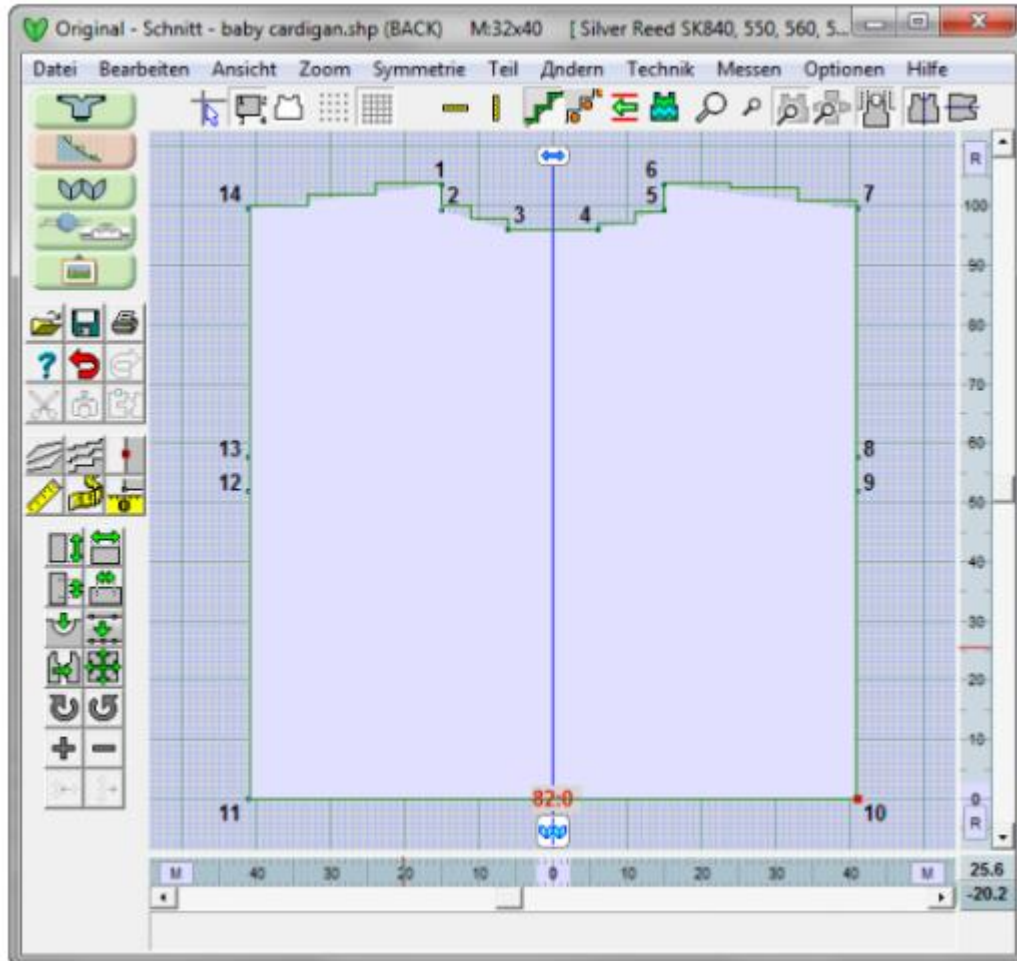 Original - Schnitt - baby cardigan.shp (BACK) M:32x40 [ Silver Reed SK840, 550, 560, 5...
Datei Bearbeiten Ansicht Zoom Symmetrie Teil Дndern Technik Messen Optionen Hilfe
R
1 6
14 2 5 7
3 4 100
90
80
70
13 8 60
12 9 50
40
30
20
10
82:0 0
11 10 R
M 40 30 20 10 0 10 20 30 40 M 25.6
-20.2